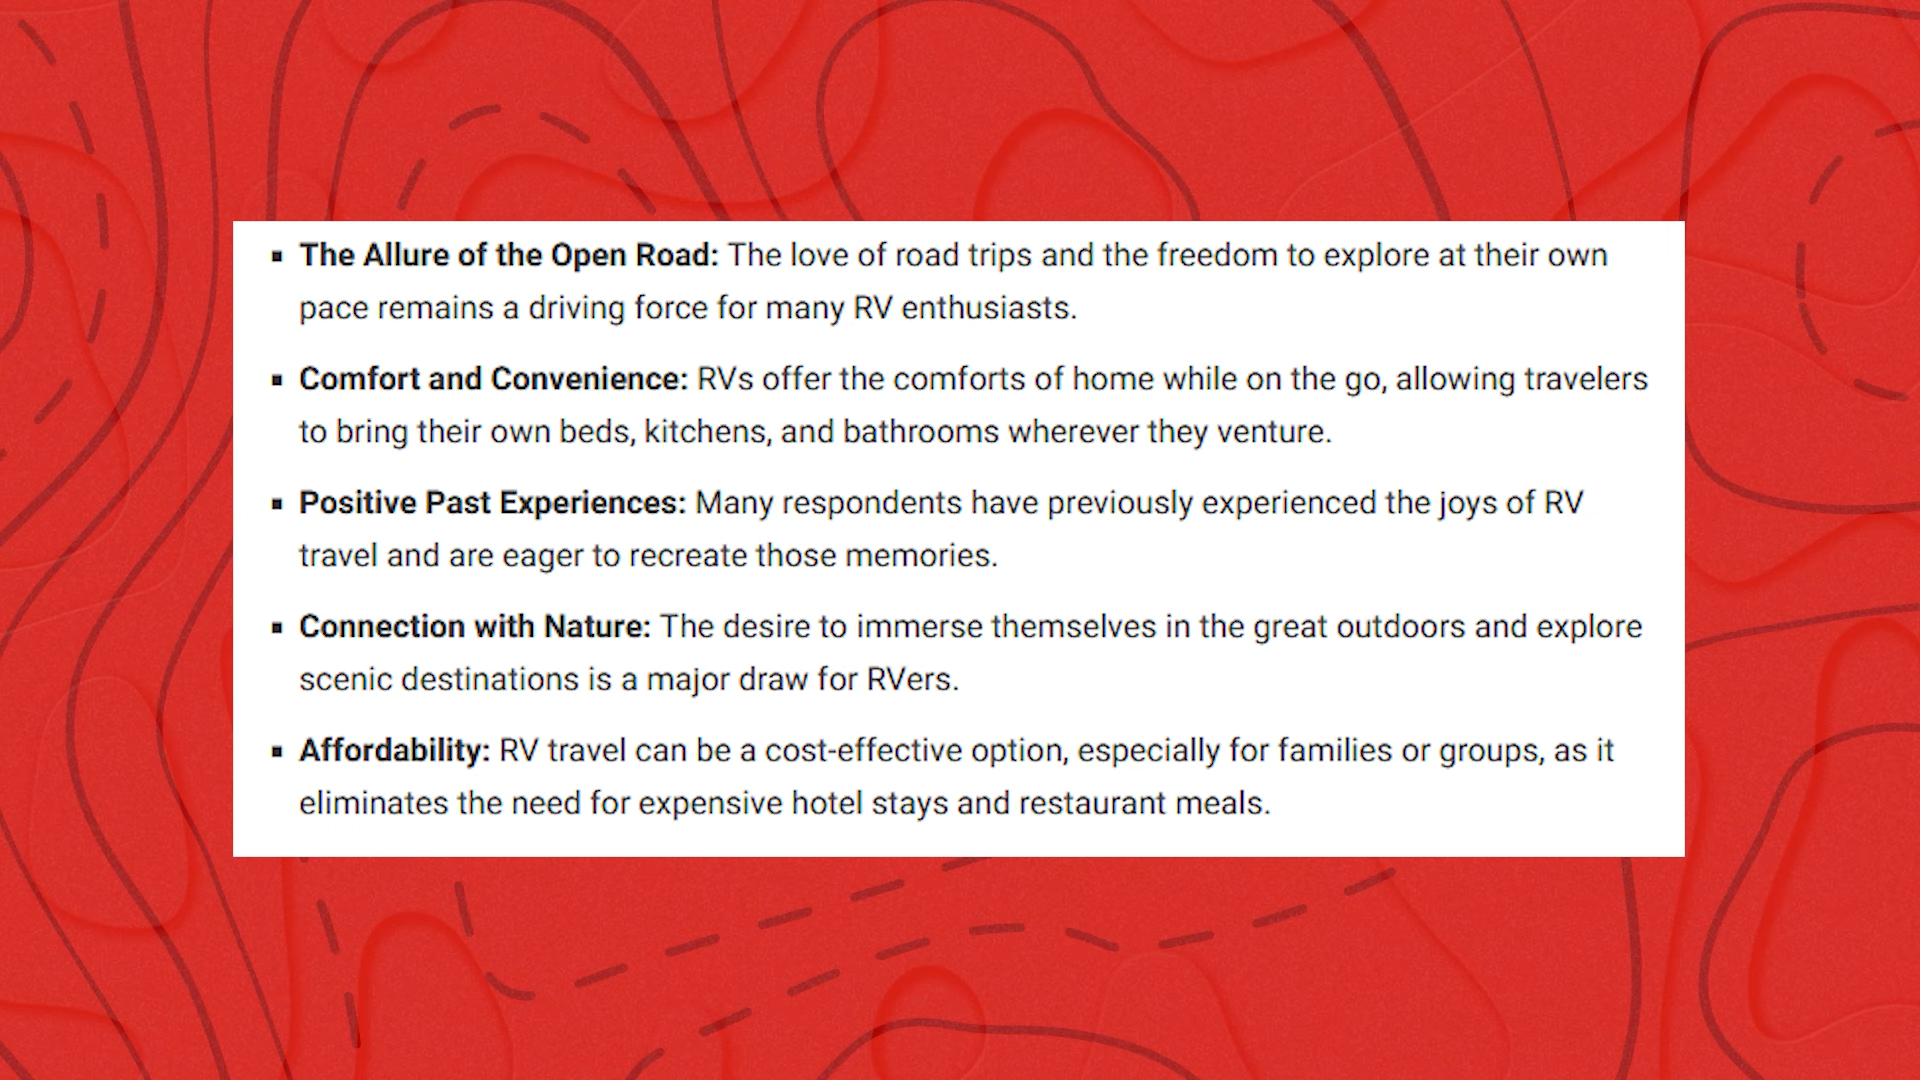 ▪ The Allure of the Open Road: The love of road trips and the freedom to explore at their own
pace remains a driving force for many RV enthusiasts.
▪ Comfort and Convenience: RVs offer the comforts of home while on the go, allowing travelers
to bring their own beds, kitchens, and bathrooms wherever they venture.
▪ Positive Past Experiences: Many respondents have previously experienced the joys of RV
travel and are eager to recreate those memories.
▪ Connection with Nature: The desire to immerse themselves in the great outdoors and explore
scenic destinations is a major draw for RVers.
▪ Affordability: RV travel can be a cost-effective option, especially for families or groups, as it
eliminates the need for expensive hotel stays and restaurant meals.